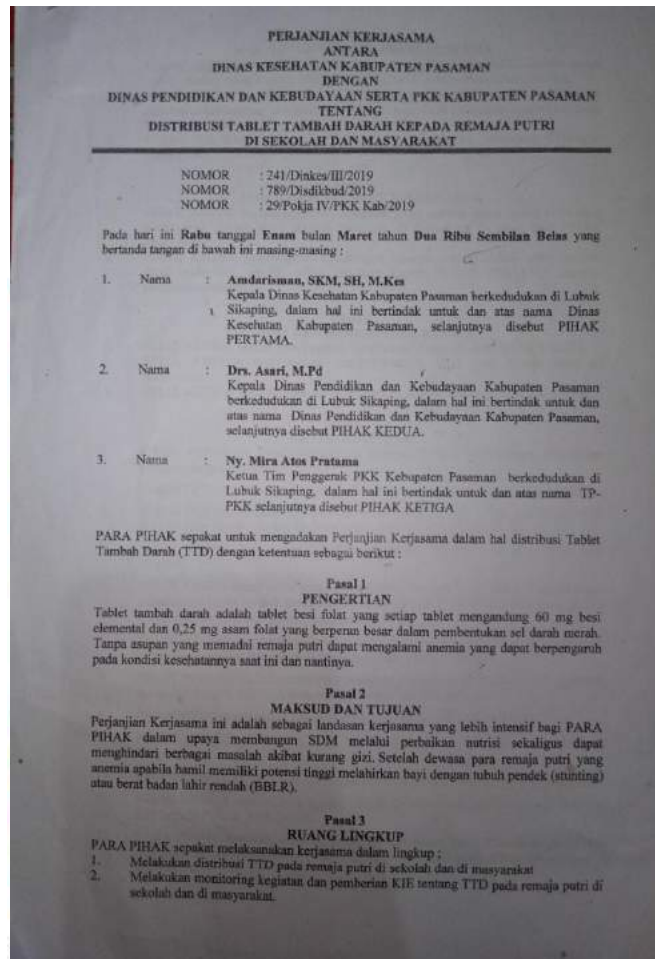 PERJANJIAN KERJASAMA
ANTARA
DINAS KESEHATAN KABUPATEN PASAMAN
DENGAN
DINAS PENDIDIKAN DAN KEBUDAYAAN SERTA PKK KABUPATEN PASAMAN
TENTANG
DISTRIBUSI TABLET TAMBAH DARAH KEPADA REMAJA PUTRI
DI SEKOLAH DAN MASYARAKAT
NOMOR : 241/Dinkes/III/2019
NOMOR : 789/Disdikbud/2019
NOMOR : 29/Pokja IV/PKK Kab/2019
Pada hari ini Rabu tanggal Enam bulan Maret tahun Dua Ribu Sembilan Belas yang
bertanda tangan di bawah ini masing-masing :
1. Nama : Amdarisman, SKM, SH, M.Kes
Kepala Dinas Kesehatan Kabupaten Pasaman berkedudukan di Lubuk
Sikaping, dalam hal ini bertindak untuk dan atas nama Dinas
Kesehatan Kabupaten Pasaman, selanjutnya disebut PIHAK
PERTAMA.
2. Nama : Drs. Asari, M.Pd
Kepala Dinas Pendidikan dan Kebudayaan Kabupaten Pasaman
berkedudukan di Lubuk Sikaping, dalam hal ini bertindak untuk dan
atas nama Dinas Pendidikan dan Kebudayaan Kabupaten Pasaman,
selanjutnya disebut PIHAK KEDUA.
3. Nama : Ny. Mira Atos Pratama
Ketua Tim Penggerak PKK Kebupaten Pasaman berkedudukan di
Lubuk Sikaping, dalam hal ini bertindak untuk dan atas nama TP-
PKK selanjutnya disebut PIHAK KETIGA
PARA PIHAK sepakat untuk mengadakan Perjanjian Kerjasama dalam hal distribusi Tablet
Tambah Darah (TTD) dengan ketentuan sebagai berikut :
Pasal 1
PENGERTIAN
Tablet tambah darah adalah tablet besi folat yang setiap tablet mengandung 60 mg besi
elemental dan 0,25 mg asam folat yang berperan besar dalam pembentukan sel darah merah.
Tanpa asupan yang memadai remaja putri dapat mengalami anemia yang dapat berpengaruh
pada kondisi kesehatannya saat ini dan nantinya.
Pasal 2
MAKSUD DAN TUJUAN
Perjanjian Kerjasama ini adalah sebagai landasan kerjasama yang lebih intensif bagi PARA
PIHAK dalam upaya membangun SDM melalui perbaikan nutrisi sekaligus dapat
menghindari berbagai masalah akibat kurang gizi. Setelah dewasa para remaja putri yang
anemia apabila hamil memiliki potensi tinggi melahirkan bayi dengan tubuh pendek (stunting)
atau berat badan lahir rendah (BBLR).
Pasal 3
RUANG LINGKUP
PARA PIHAK sepakat melaksanakan kerjasama dalam lingkup :
1. Melakukan distribusi TTD pada remaja putri di sekolah dan di masyarakat
2. Melakukan monitoring kegiatan dan pemberian KIE tentang TTD pada remaja putri di
sekolah dan di masyarakat.